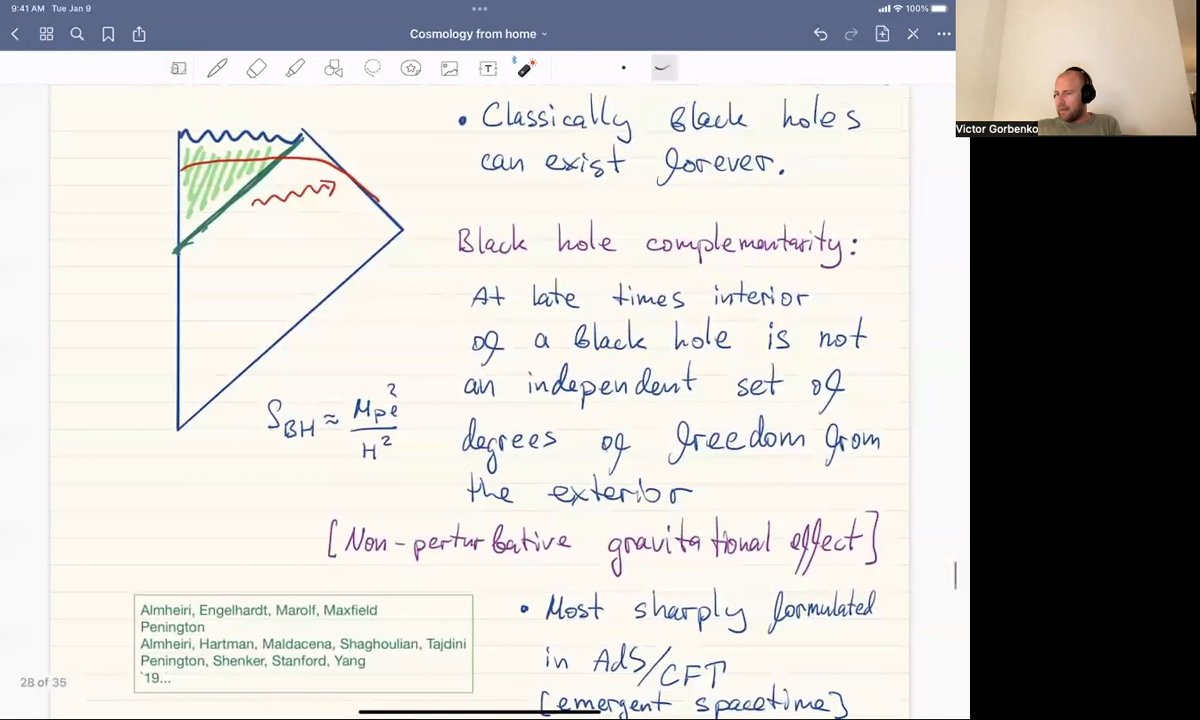 9:41 AM Tue Jan 9
100%
Cosmology from home
Victor Gorbenko
• Classically Black holes
can exist forever.
Black hole complementarity:
At late times interior
of a Black hole is not
an independent set of
degrees of freedom from
the exterior
S_BH ≈ M_pl^2 / H^2
[Non-perturbative gravitational effect]
Almheiri, Engelhardt, Marolf, Maxfield
Penington
Almheiri, Hartman, Maldacena, Shaghoulian, Tajdini
Penington, Shenker, Stanford, Yang
`19...
• Most sharply formulated
in AdS/CFT
[emergent spacetime]
28 of 35